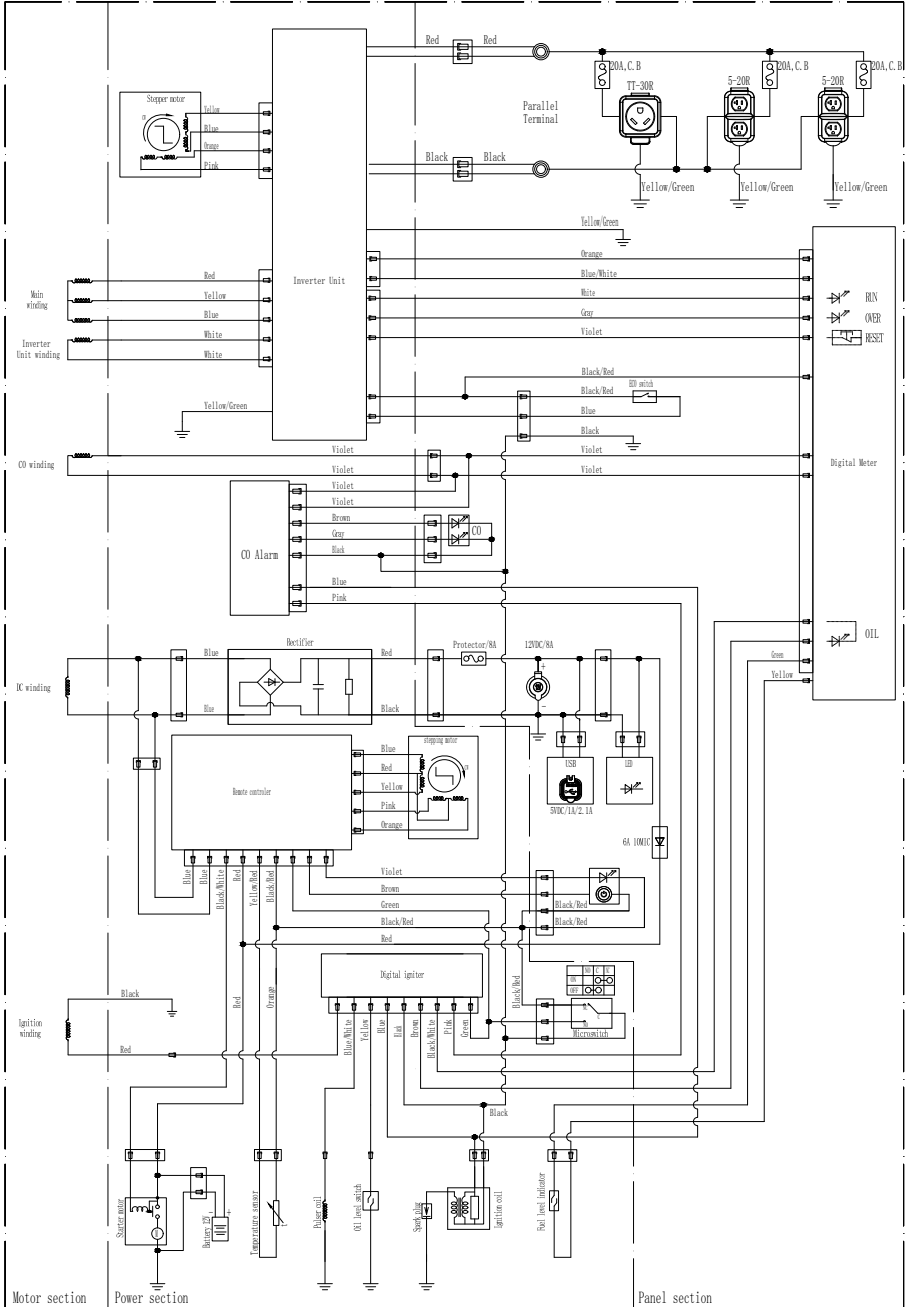 Red
Red
20A,C.B
20A,C.B
20A,C.B
TT-30R
5-20R
5-20R
Parallel
Terminal
Stepper motor
Yellow
Blue
Orange
Pink
Black
Black
Yellow/Green
Yellow/Green
Yellow/Green
Yellow/Green
Inverter Unit
Orange
Blue/White
White
Gray
Violet
RUN
OVER
RESET
Main
winding
Red
Yellow
Blue
Inverter
Unit winding
White
White
Yellow/Green
Black/Red
Black/Red
ECO switch
Blue
Black
CO winding
Violet
Violet
Violet
Violet
Digital Meter
CO Alarm
Violet
Violet
Brown
Gray
Black
CO
Blue
Pink
OIL
Green
Yellow
DC winding
Blue
Blue
Rectifier
Red
Black
Protector/8A
12VDC/8A
+
-
USB
5VDC/1A/2.1A
LED
6A 10MIC
Remote controler
Blue
Red
Yellow
Pink
Orange
stepping motor
Blue
Blue
Black/White
Red
Yellow/Red
Black/Red
Violet
Brown
Green
Black/Red
Red
Black/Red
Black/Red
Black/Red
NO C NC
ON
OFF
NC
C
NO
Microswitch
Digital igniter
Blue/White
Yellow
Blue
Black
Brown
Black/White
Pink
Green
Ignition
winding
Black
Red
Red
Orange
Black
Starter motor
Battery 12V
-
+
Temperature sensor
Pulser coil
Oil level switch
Spark plug
Ignition coil
Fuel level indicator
Motor section
Power section
Panel section